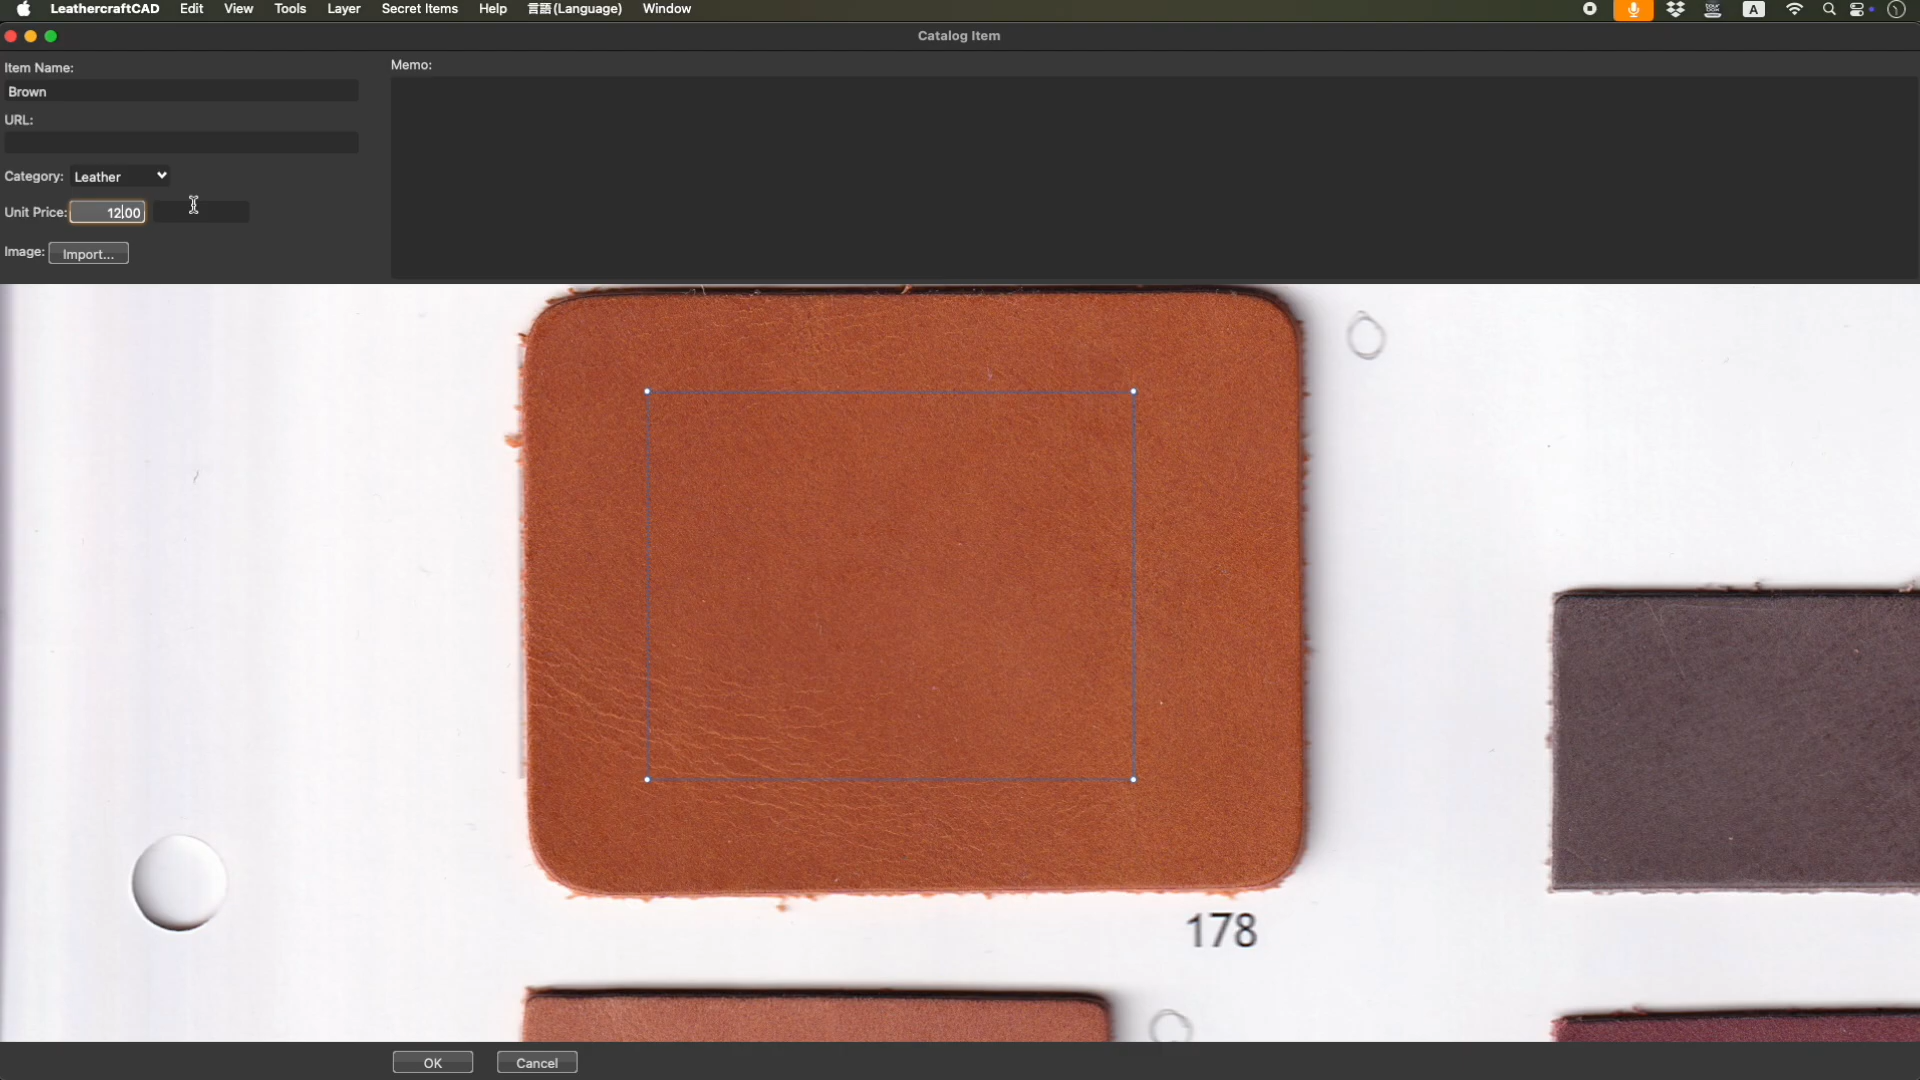 LeathercraftCAD Edit View Tools Layer Secret Items Help 言語(Language) Window A
Catalog Item
Item Name:
Brown
URL:
Category: Leather
Unit Price: 12.00
Image: Import...
Memo:
178
OK Cancel